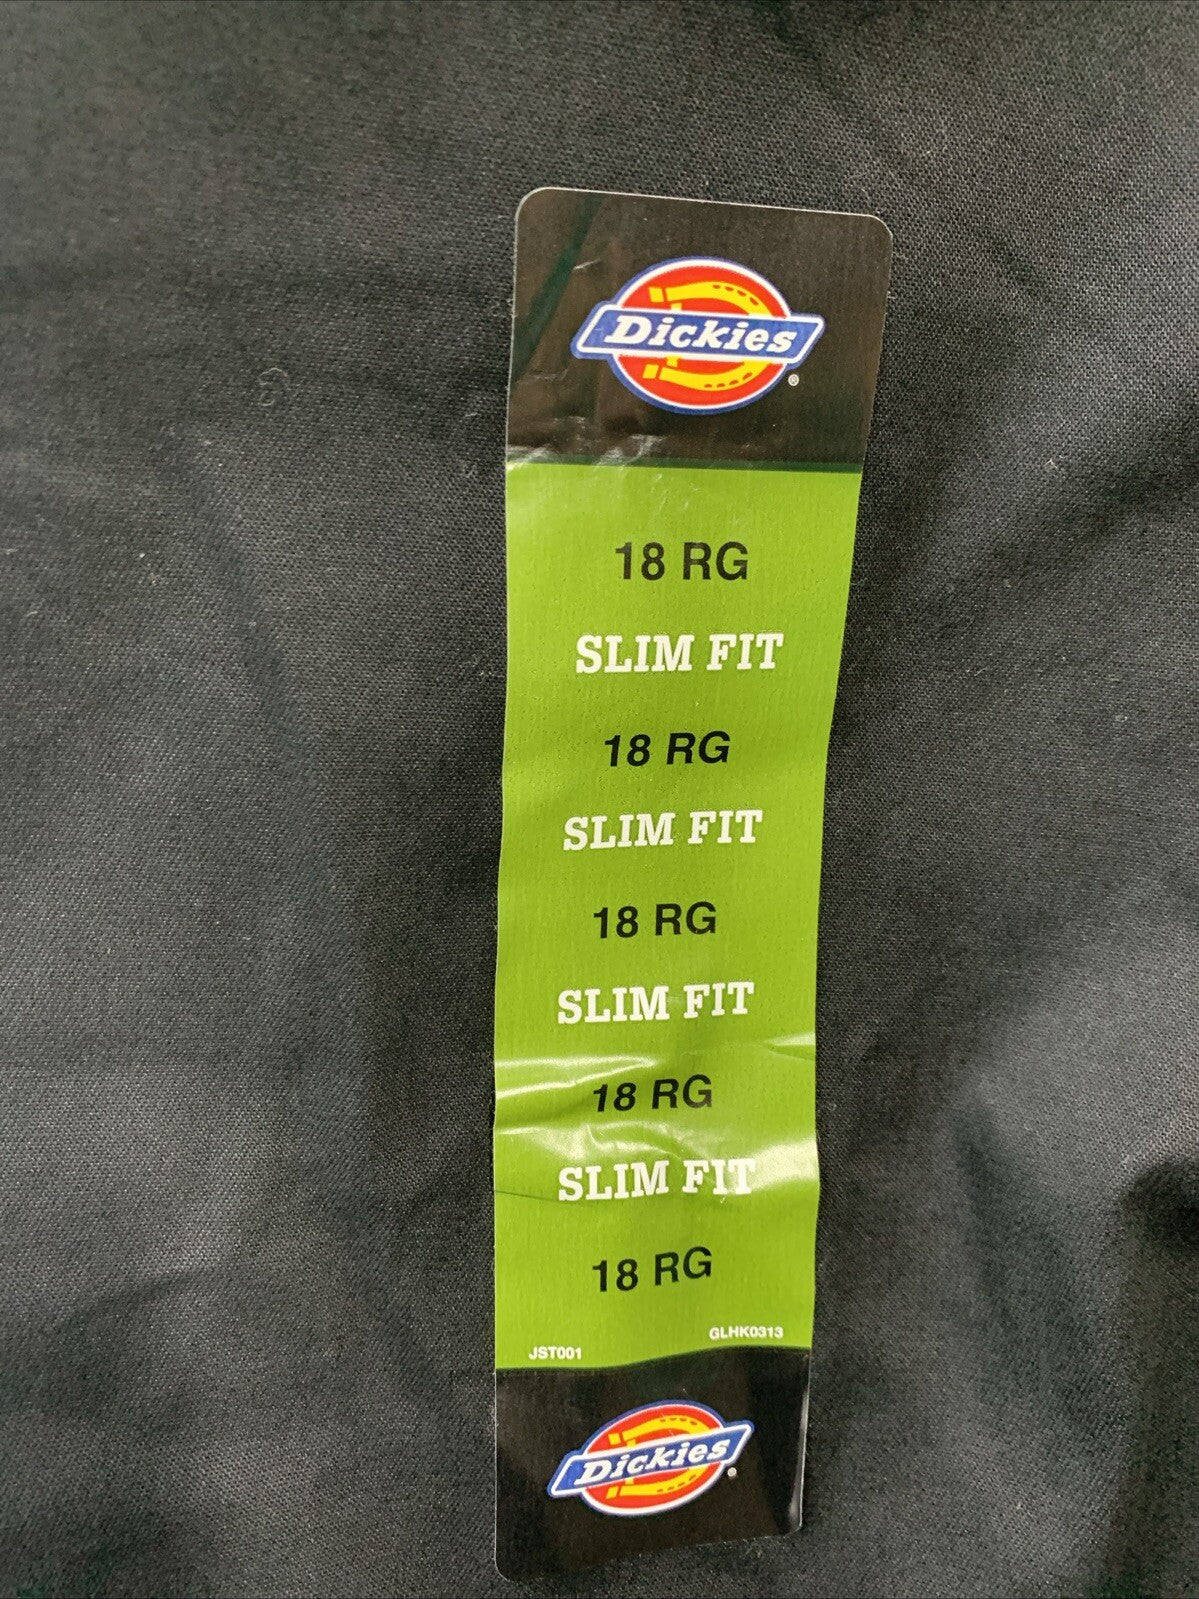 Dickies
®
18 RG
SLIM FIT
18 RG
SLIM FIT
18 RG
SLIM FIT
18 RG
SLIM FIT
18 RG
GLHK0313
JST001
Dickies